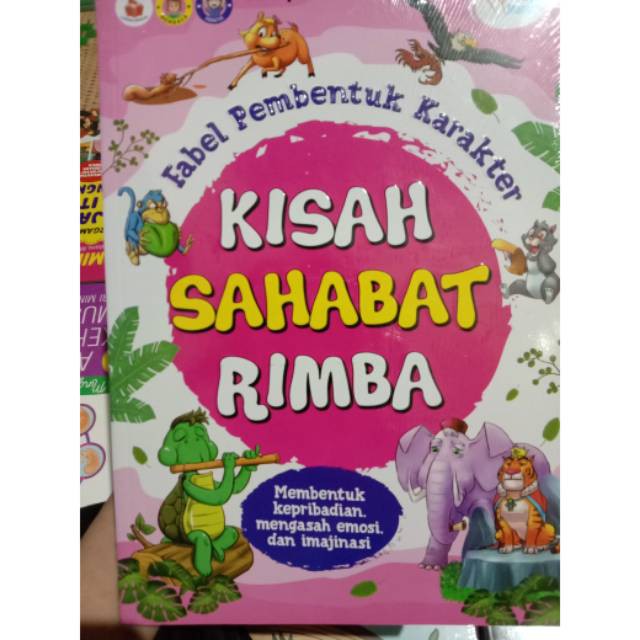 Fabel Pembentuk Karakter
KISAH
SAHABAT
RIMBA
Membentuk
kepribadian,
mengasah emosi,
dan imajinasi